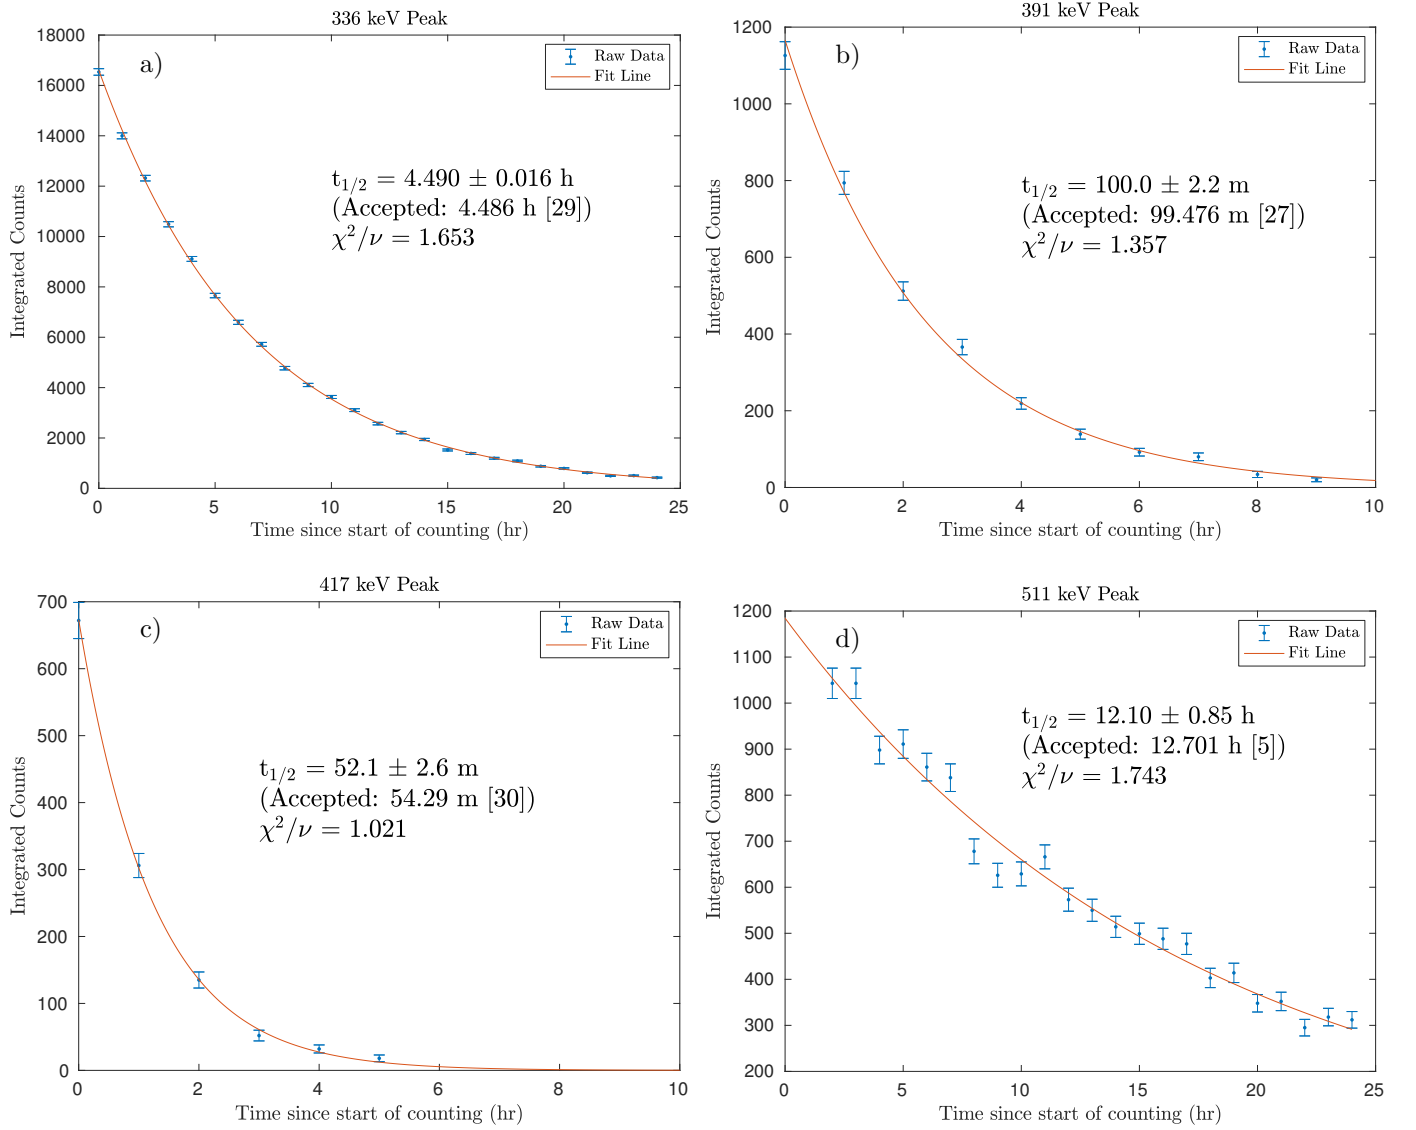 336 keV Peak
a)
Raw Data
Fit Line
t1/2 = 4.490 ± 0.016 h
(Accepted: 4.486 h [29])
χ²/ν = 1.653
Integrated Counts
18000
16000
14000
12000
10000
8000
6000
4000
2000
0
0 5 10 15 20 25
Time since start of counting (hr)
391 keV Peak
b)
Raw Data
Fit Line
t1/2 = 100.0 ± 2.2 m
(Accepted: 99.476 m [27])
χ²/ν = 1.357
Integrated Counts
1200
1000
800
600
400
200
0
0 2 4 6 8 10
Time since start of counting (hr)
417 keV Peak
c)
Raw Data
Fit Line
t1/2 = 52.1 ± 2.6 m
(Accepted: 54.29 m [30])
χ²/ν = 1.021
Integrated Counts
700
600
500
400
300
200
100
0
0 2 4 6 8 10
Time since start of counting (hr)
511 keV Peak
d)
Raw Data
Fit Line
t1/2 = 12.10 ± 0.85 h
(Accepted: 12.701 h [5])
χ²/ν = 1.743
Integrated Counts
1200
1100
1000
900
800
700
600
500
400
300
200
0 5 10 15 20 25
Time since start of counting (hr)